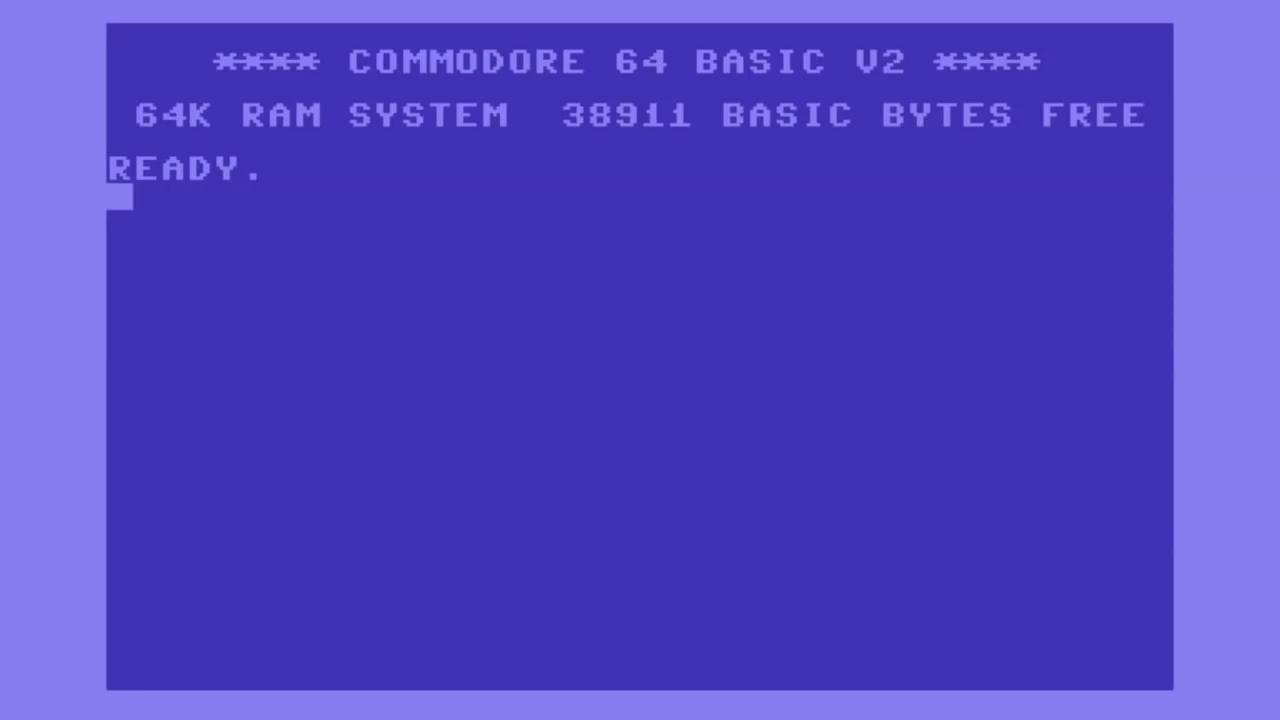 **** COMMODORE 64 BASIC V2 ****
64K RAM SYSTEM  38911 BASIC BYTES FREE
READY.